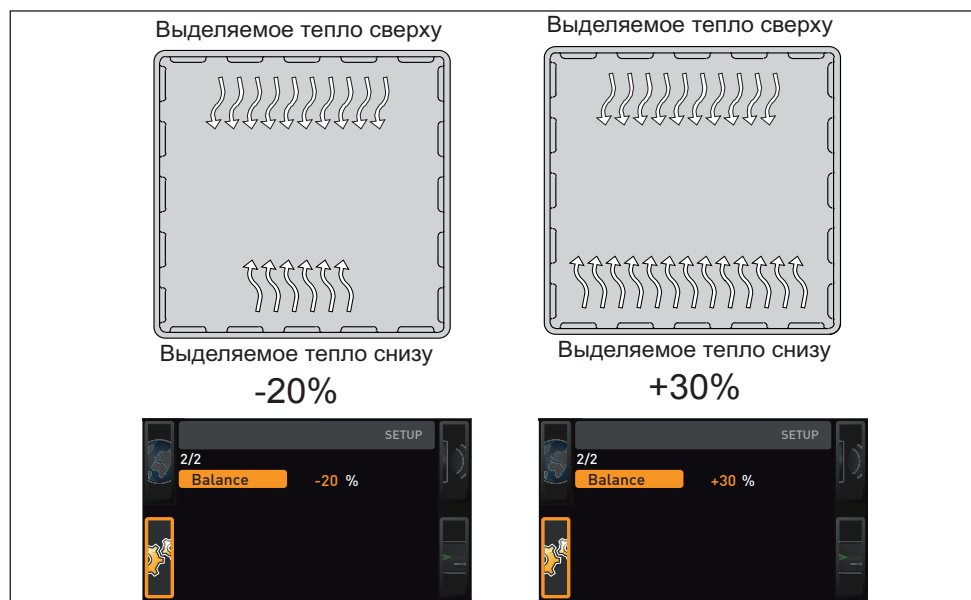 Выделяемое тепло сверху
Выделяемое тепло снизу
-20%
SETUP
2/2
Balance -20 %
Выделяемое тепло сверху
Выделяемое тепло снизу
+30%
SETUP
2/2
Balance +30 %